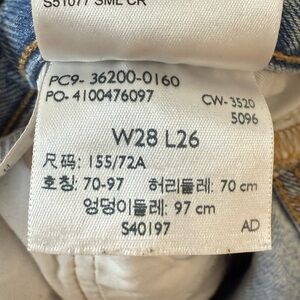 S51077 SML CR
PC9- 36200-0160
PO- 4100476097
CW-3520
5096
W28 L26
尺码: 155/72A
호칭: 70-97 허리둘레: 70 cm
엉덩이둘레: 97 cm
S40197 AD